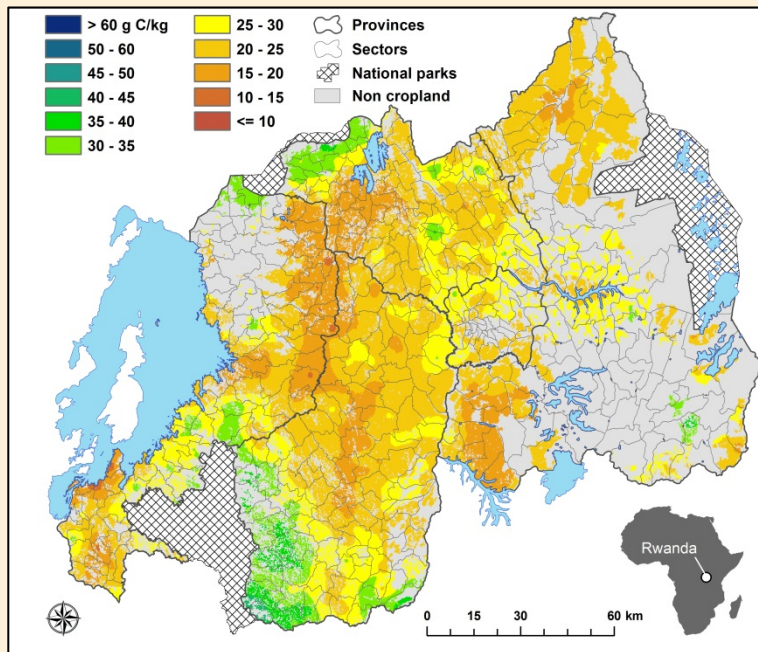 > 60 g C/kg
50 - 60
45 - 50
40 - 45
35 - 40
30 - 35
25 - 30
20 - 25
15 - 20
10 - 15
<= 10
Provinces
Sectors
National parks
Non cropland
Rwanda
0 15 30 60 km